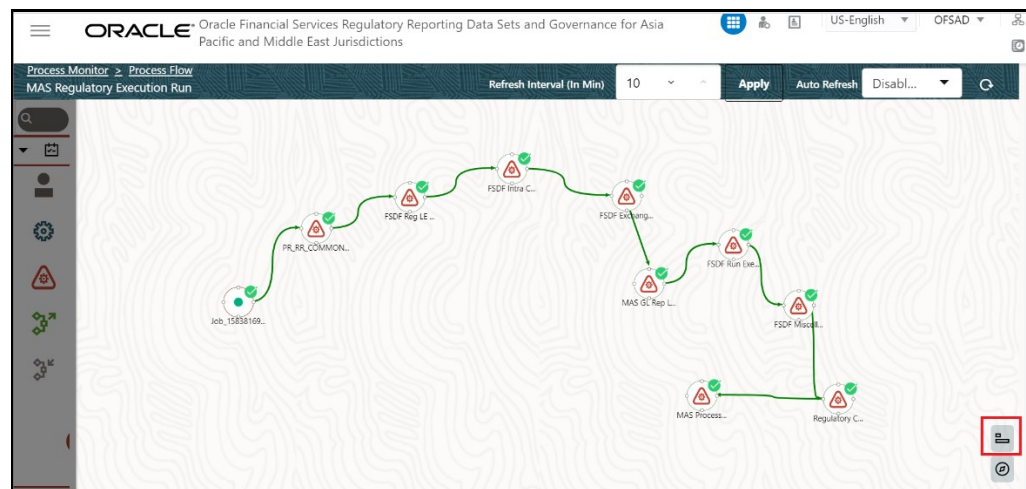 ORACLE® Oracle Financial Services Regulatory Reporting Data Sets and Governance for Asia
Pacific and Middle East Jurisdictions
US-English
OFSAD
Process Monitor > Process Flow
MAS Regulatory Execution Run
Refresh Interval (In Min)
10
Apply
Auto Refresh
Disabl...
FSDF Intra C...
FSDF Reg LE ...
FSDF Exchang...
PR_RR_COMMON...
FSDF Run Exe...
MAS GL Rep L...
Job_15838169...
FSDF Miscell...
MAS Process...
Regulatory C...